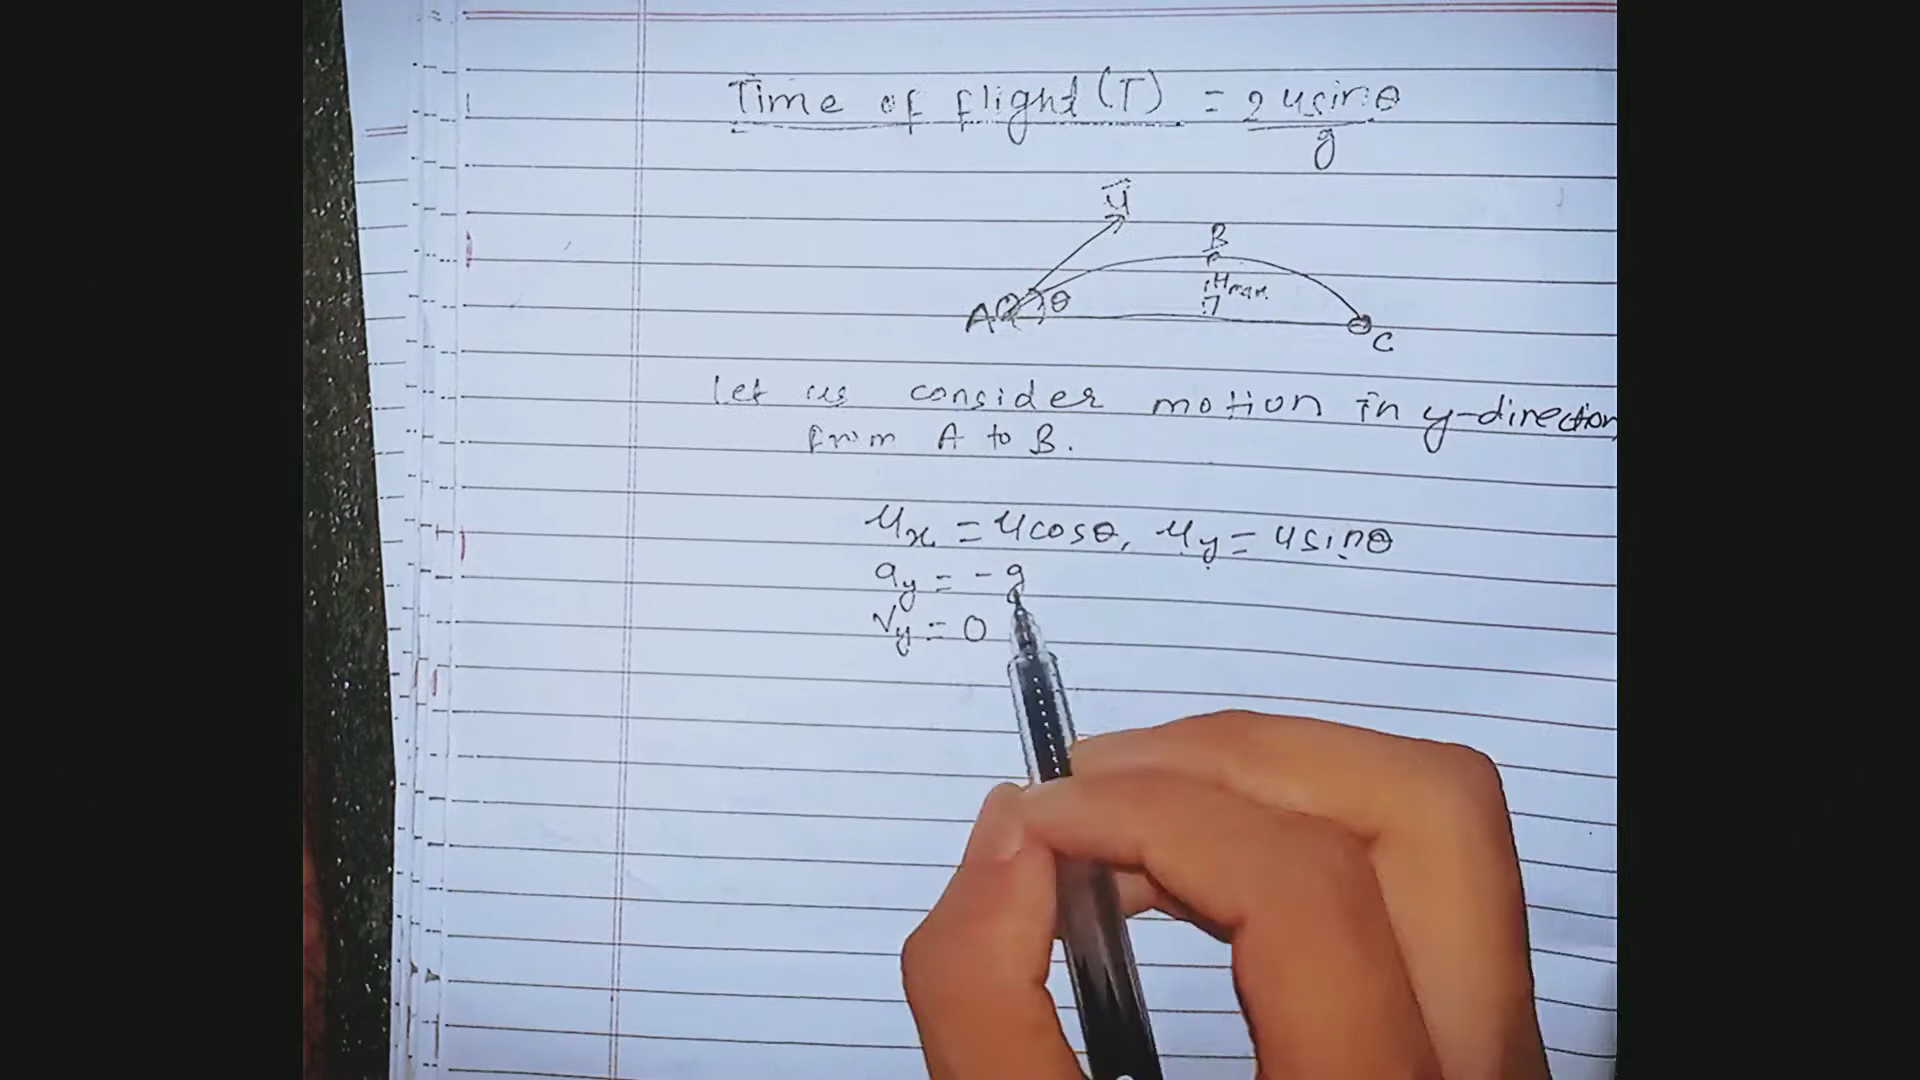 Time of flight (T) = 2usinθ
g
u
B
Hmax.
A θ
C
let us consider motion in y-direction
from A to B.
ux = ucosθ, uy = usinθ
ay = -g
vy = 0